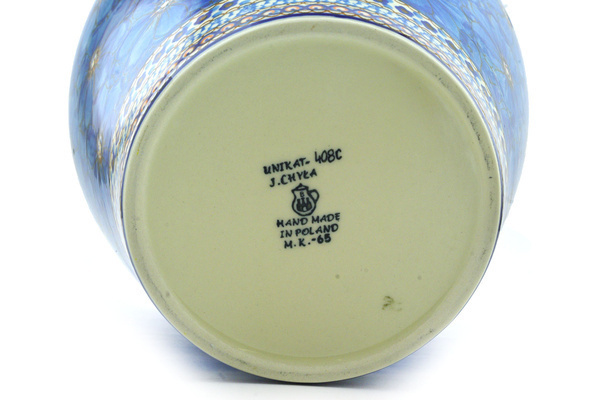 UNIKAT- 408C
J. CHYŁA
HAND MADE
IN POLAND
M.K.-65